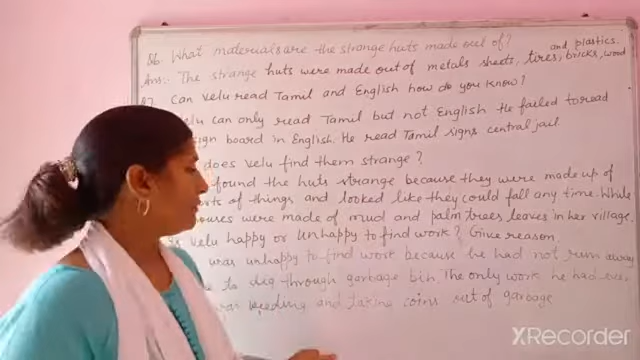 Q6. What materials are the strange huts made out of?
and plastics.
Ans:- The strange huts were made out of metals sheets, tires, bricks, wood
Q7. Can velu read Tamil and English how do you know?
velu can only read Tamil but not English He failed to read
sign board in English. He read Tamil signs central jail
does velu find them strange?
found the huts strange because they were made up of
of things and looked like they could fall any time. While
houses were made of mud and palm trees leaves in her village.
Is velu happy or unhappy to find work? Give reason
was unhappy to find work because he had not run away
to dig through garbage bin. The only work he had
weeding and taking coins out of garbage
XRecorder